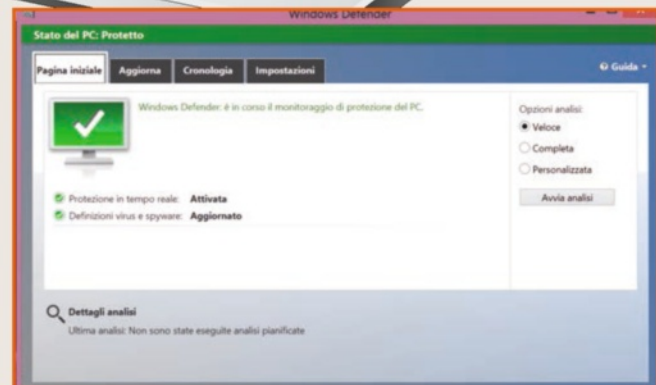 Windows Defender
Stato del PC: Protetto
Pagina iniziale
Aggiorna
Cronologia
Impostazioni
Guida
Windows Defender: è in corso il monitoraggio di protezione del PC.
Opzioni analisi:
Veloce
Completa
Personalizzata
Avvia analisi
Protezione in tempo reale: Attivata
Definizioni virus e spyware: Aggiornato
Dettagli analisi
Ultima analisi: Non sono state eseguite analisi pianificate